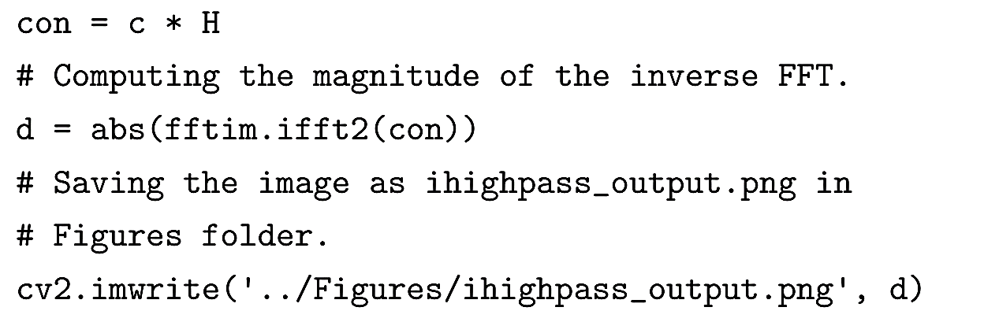 con = c * H
# Computing the magnitude of the inverse FFT.
d = abs(fftim.ifft2(con))
# Saving the image as ihighpass_output.png in
# Figures folder.
cv2.imwrite('../Figures/ihighpass_output.png', d)